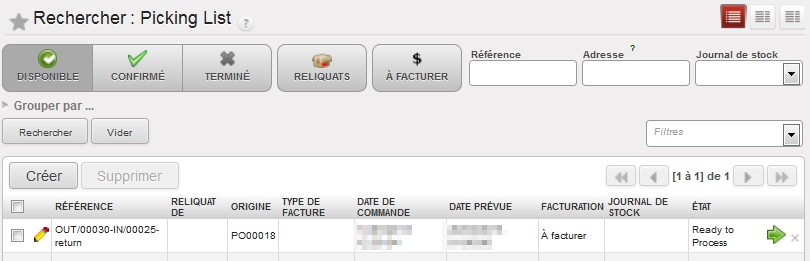 Rechercher : Picking List ?
DISPONIBLE CONFIRMÉ TERMINÉ RELIQUATS $ À FACTURER
Référence Adresse ? Journal de stock
Grouper par ...
Rechercher Vider Filtres
Créer Supprimer [1 à 1] de 1
RÉFÉRENCE RELIQUAT DE ORIGINE TYPE DE FACTURE DATE DE COMMANDE DATE PRÉVUE FACTURATION JOURNAL DE STOCK ÉTAT
OUT/00030-IN/00025-return PO00018 À facturer Ready to Process